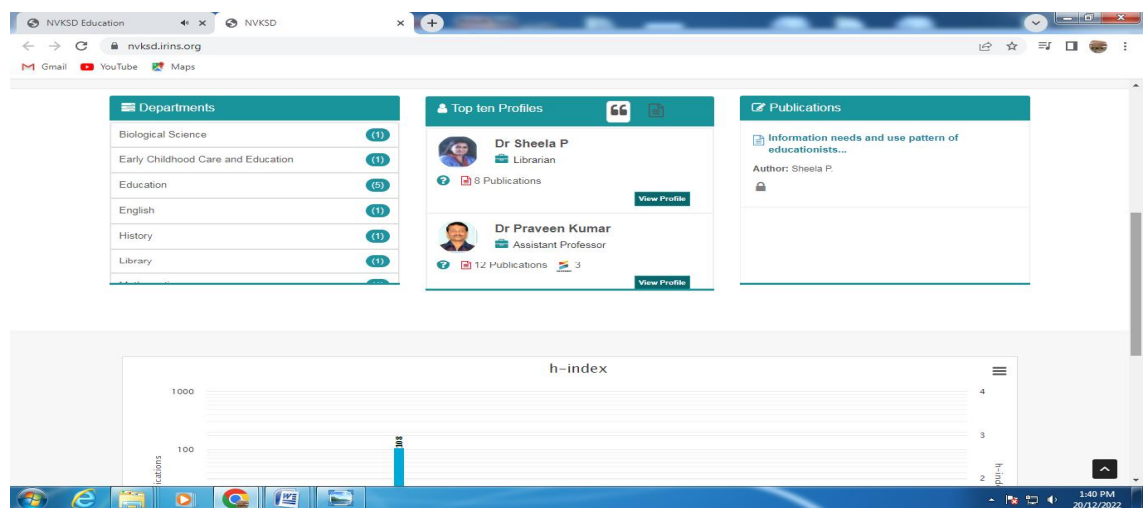 NVKSD Education
NVKSD
nvksd.irins.org
Gmail
YouTube
Maps
Departments
Biological Science (1)
Early Childhood Care and Education (1)
Education (5)
English (1)
History (1)
Library (1)
Top ten Profiles
Dr Sheela P
Librarian
8 Publications
View Profile
Dr Praveen Kumar
Assistant Professor
12 Publications 3
View Profile
Publications
Information needs and use pattern of
educationists...
Author: Sheela P.
h-index
1000
100
108
4
3
2
1:40 PM
20/12/2022